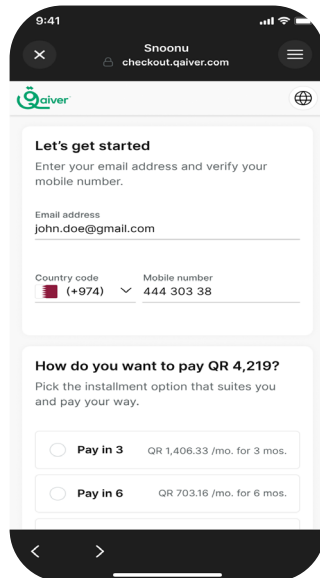 9:41
Snoonu
checkout.qaiver.com
Qaiver
Let's get started
Enter your email address and verify your
mobile number.
Email address
john.doe@gmail.com
Country code Mobile number
(+974) 444 303 38
How do you want to pay QR 4,219?
Pick the installment option that suites you
and pay your way.
Pay in 3 QR 1,406.33 /mo. for 3 mos.
Pay in 6 QR 703.16 /mo. for 6 mos.